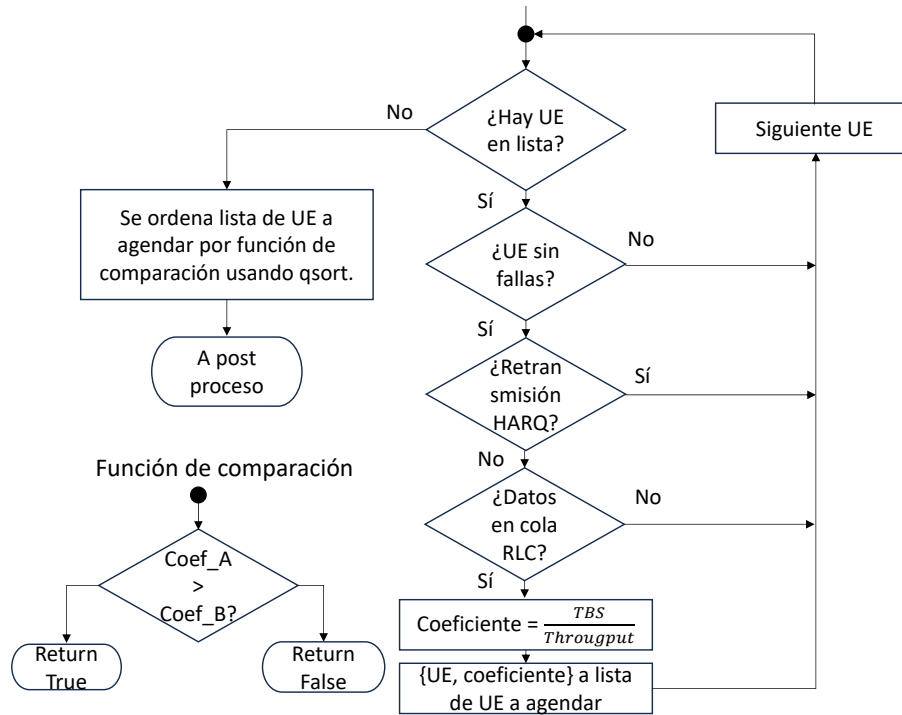 ¿Hay UE
en lista?
No
Sí
Siguiente UE
Se ordena lista de UE a
agendar por función de
comparación usando qsort.
A post
proceso
¿UE sin
fallas?
No
Sí
¿Retran
smisión
HARQ?
Sí
No
¿Datos
en cola
RLC?
No
Sí
Coeficiente = TBS
Througput
{UE, coeficiente} a lista
de UE a agendar
Función de comparación
Coef_A
>
Coef_B?
Return
True
Return
False